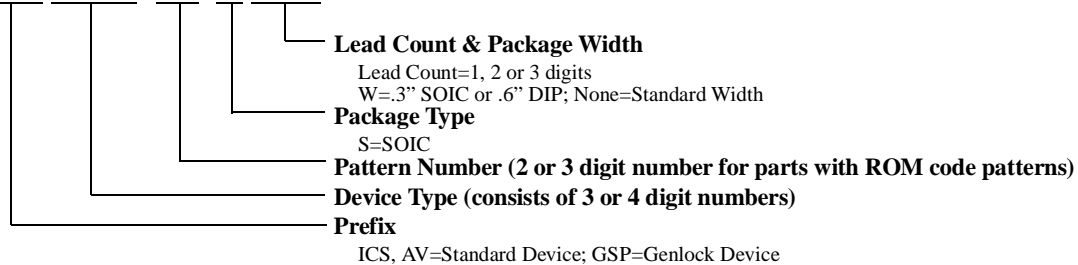 Lead Count & Package Width
Lead Count=1, 2 or 3 digits
W=.3” SOIC or .6” DIP; None=Standard Width
Package Type
S=SOIC
Pattern Number (2 or 3 digit number for parts with ROM code patterns)
Device Type (consists of 3 or 4 digit numbers)
Prefix
ICS, AV=Standard Device; GSP=Genlock Device